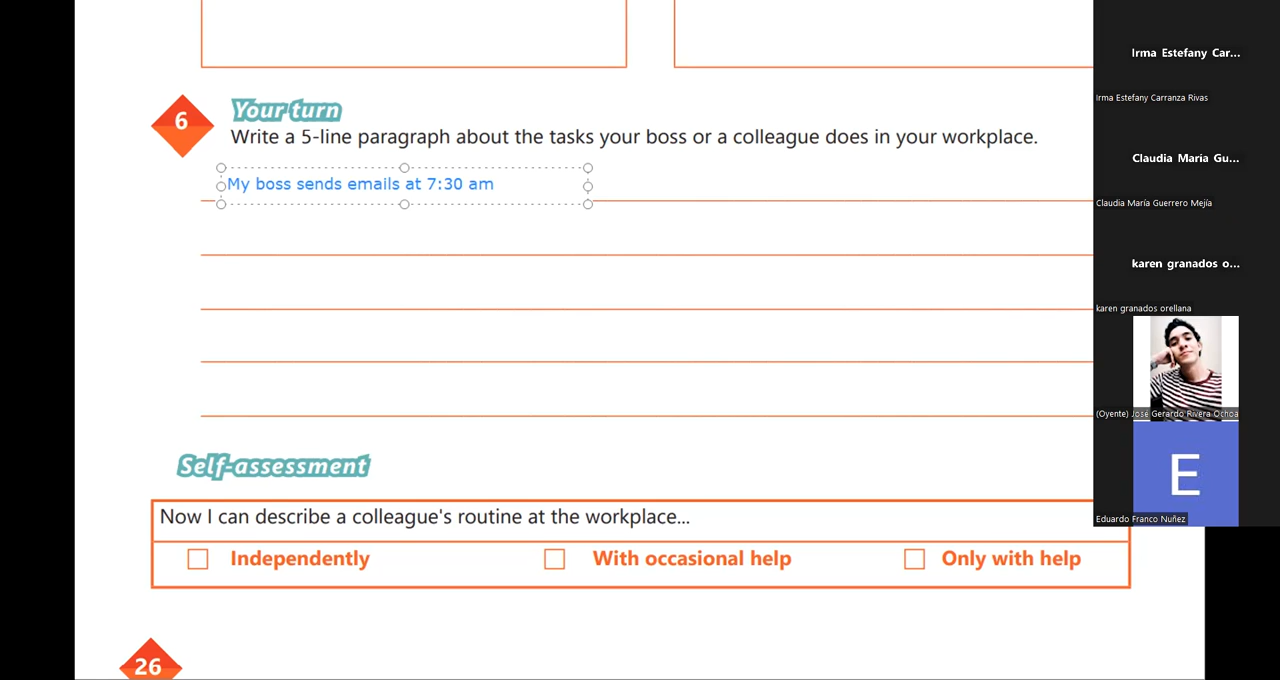 6
Your turn
Write a 5-line paragraph about the tasks your boss or a colleague does in your workplace.
My boss sends emails at 7:30 am
Self-assessment
Now I can describe a colleague's routine at the workplace...
Independently
With occasional help
Only with help
26
Irma Estefany Car...
Irma Estefany Carranza Rivas
Claudia Maria Gu...
Claudia María Guerrero Mejía
karen granados o...
karen granados orellana
(Oyente) Jose Gerardo Rivera Ochoa
E
Eduardo Franco Nuñez